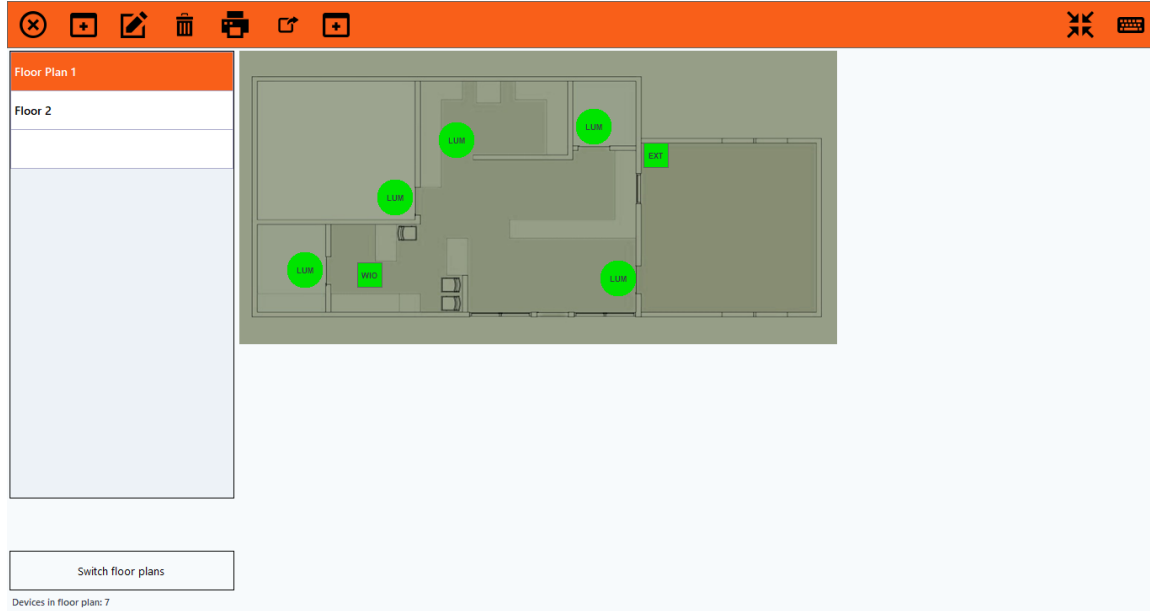 Floor Plan 1
Floor 2
LUM
LUM
LUM
EXT
LUM
LUM
WIO
LUM
Switch floor plans
Devices in floor plan: 7